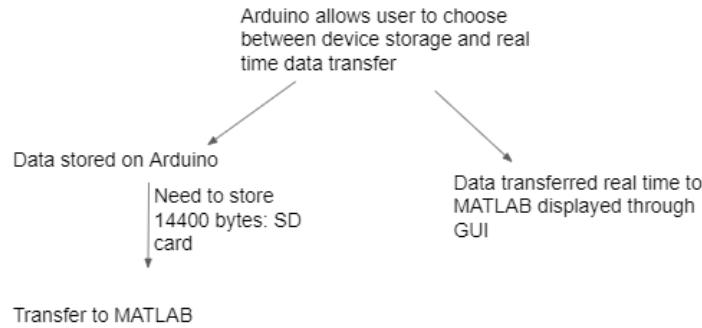 Arduino allows user to choose
between device storage and real
time data transfer
Data stored on Arduino
Need to store
14400 bytes: SD
card
Transfer to MATLAB
Data transferred real time to
MATLAB displayed through
GUI